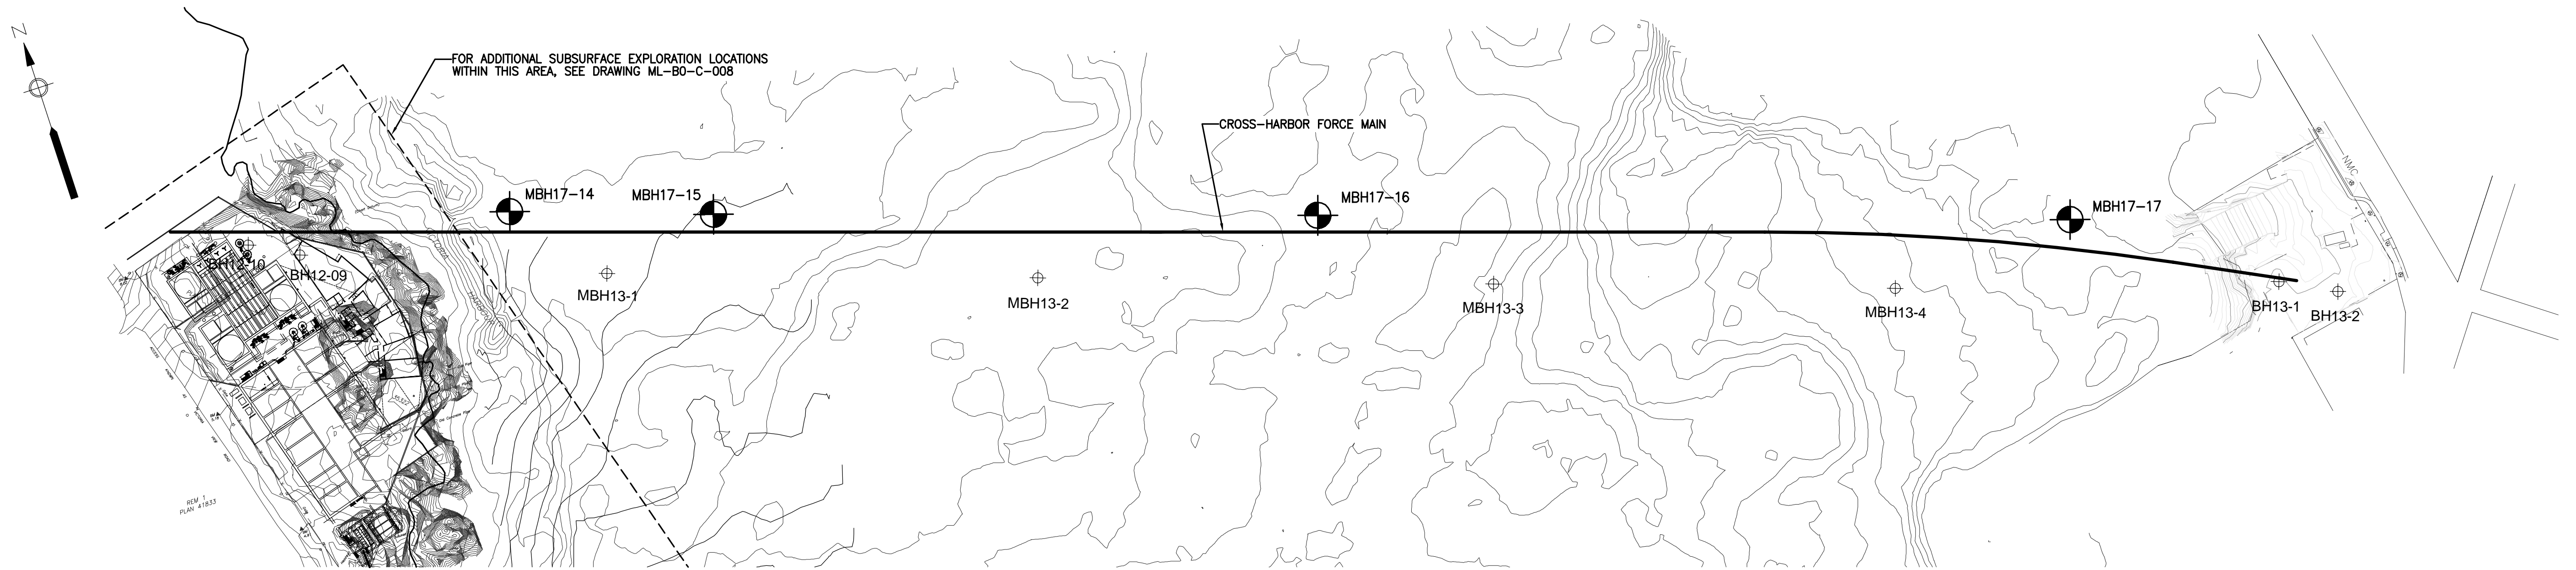 N
FOR ADDITIONAL SUBSURFACE EXPLORATION LOCATIONS
WITHIN THIS AREA, SEE DRAWING ML-B0-C-008
CROSS-HARBOR FORCE MAIN
NMC
MBH17-14
MBH17-15
MBH17-16
MBH17-17
BH12-10
BH12-09
MBH13-1
MBH13-2
MBH13-3
MBH13-4
BH13-1
BH13-2
VICTORIA
HARBOUR
REM 1
PLAN 41833